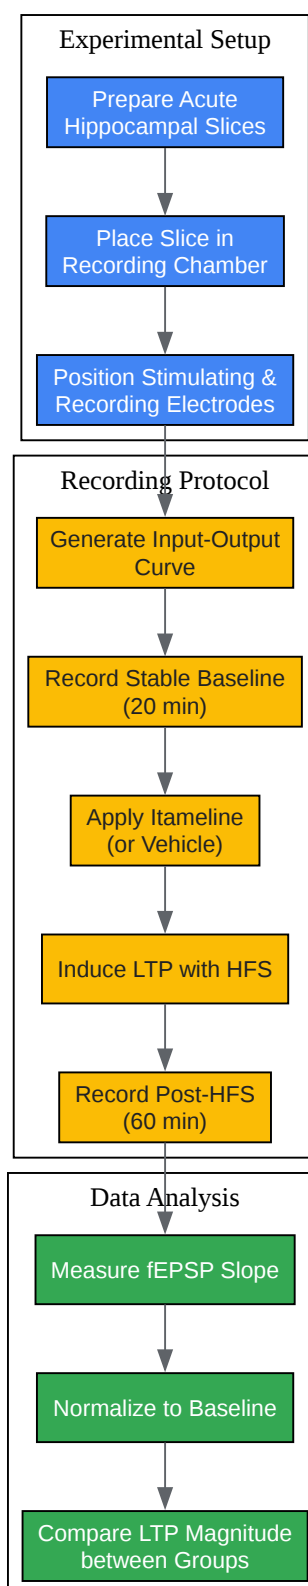 Experimental Setup
Prepare Acute
Hippocampal Slices
Place Slice in
Recording Chamber
Position Stimulating &
Recording Electrodes
Recording Protocol
Generate Input-Output
Curve
Record Stable Baseline
(20 min)
Apply Itameline
(or Vehicle)
Induce LTP with HFS
Record Post-HFS
(60 min)
Data Analysis
Measure fEPSP Slope
Normalize to Baseline
Compare LTP Magnitude
between Groups